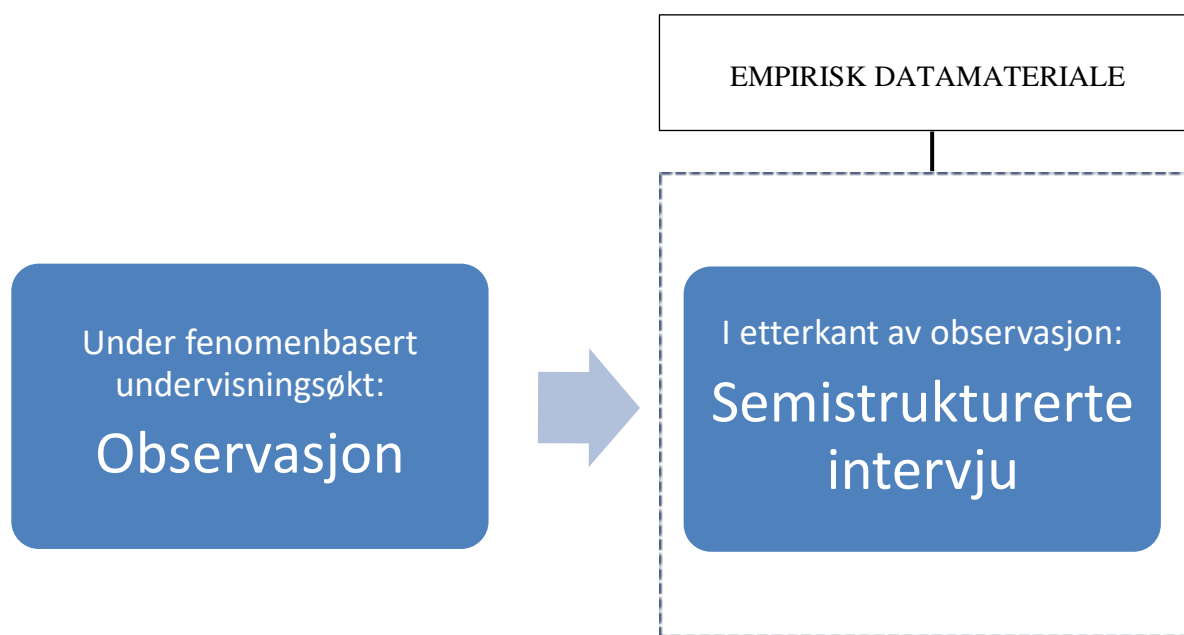 EMPIRISK DATAMATERIALE
Under fenomenbasert
undervisningsøkt:
Observasjon
I etterkant av observasjon:
Semistrukturerte
intervju